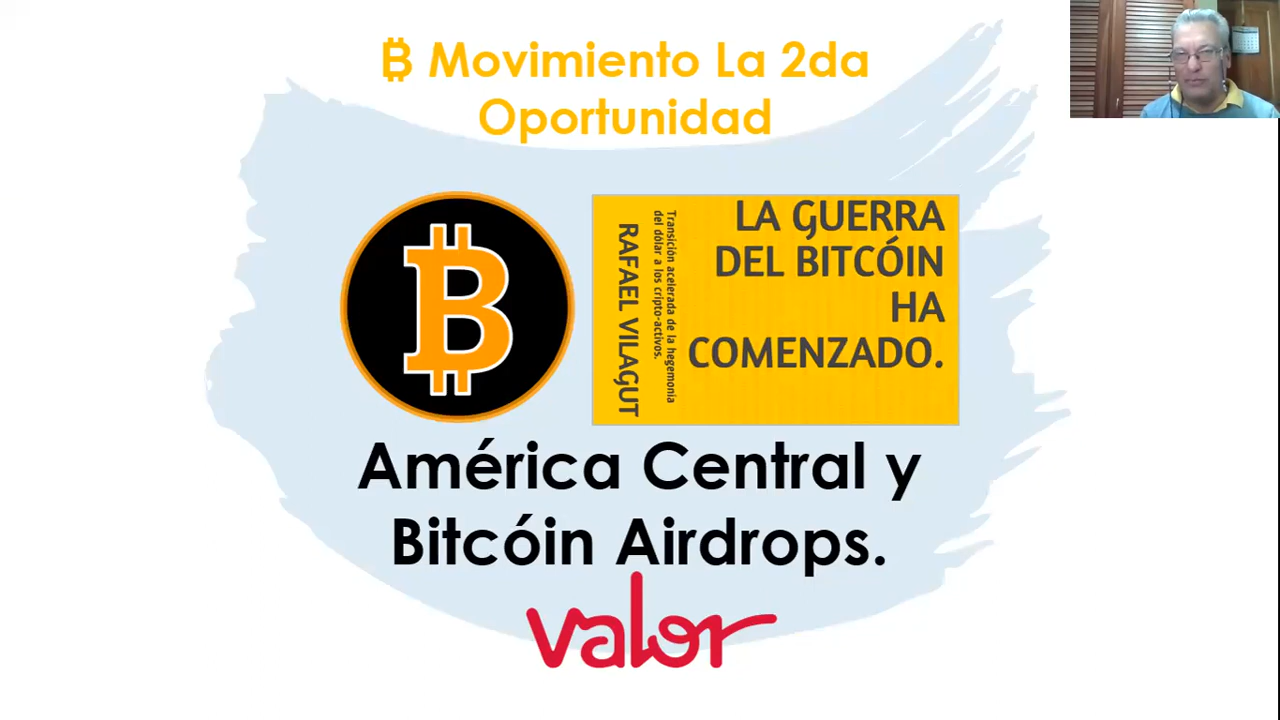 ₿ Movimiento La 2da
Oportunidad
LA GUERRA
DEL BITCÓIN
HA
COMENZADO.
Transición acelerada de la hegemonia
del dólar a los cripto-activos.
RAFAEL VILAGUT
América Central y
Bitcóin Airdrops.
valor